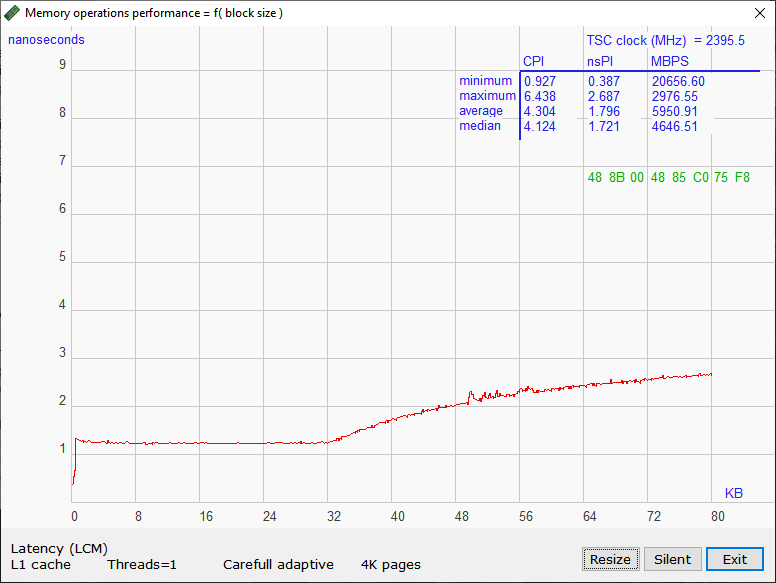 Memory operations performance = f( block size )
nanoseconds
TSC clock (MHz) = 2395.5
CPI nsPI MBPS
minimum 0.927 0.387 20656.60
maximum 6.438 2.687 2976.55
average 4.304 1.796 5950.91
median 4.124 1.721 4646.51
48 8B 00 48 85 C0 75 F8
9
8
7
6
5
4
3
2
1
KB
0 8 16 24 32 40 48 56 64 72 80
Latency (LCM)
L1 cache Threads=1 Carefull adaptive 4K pages
Resize Silent Exit